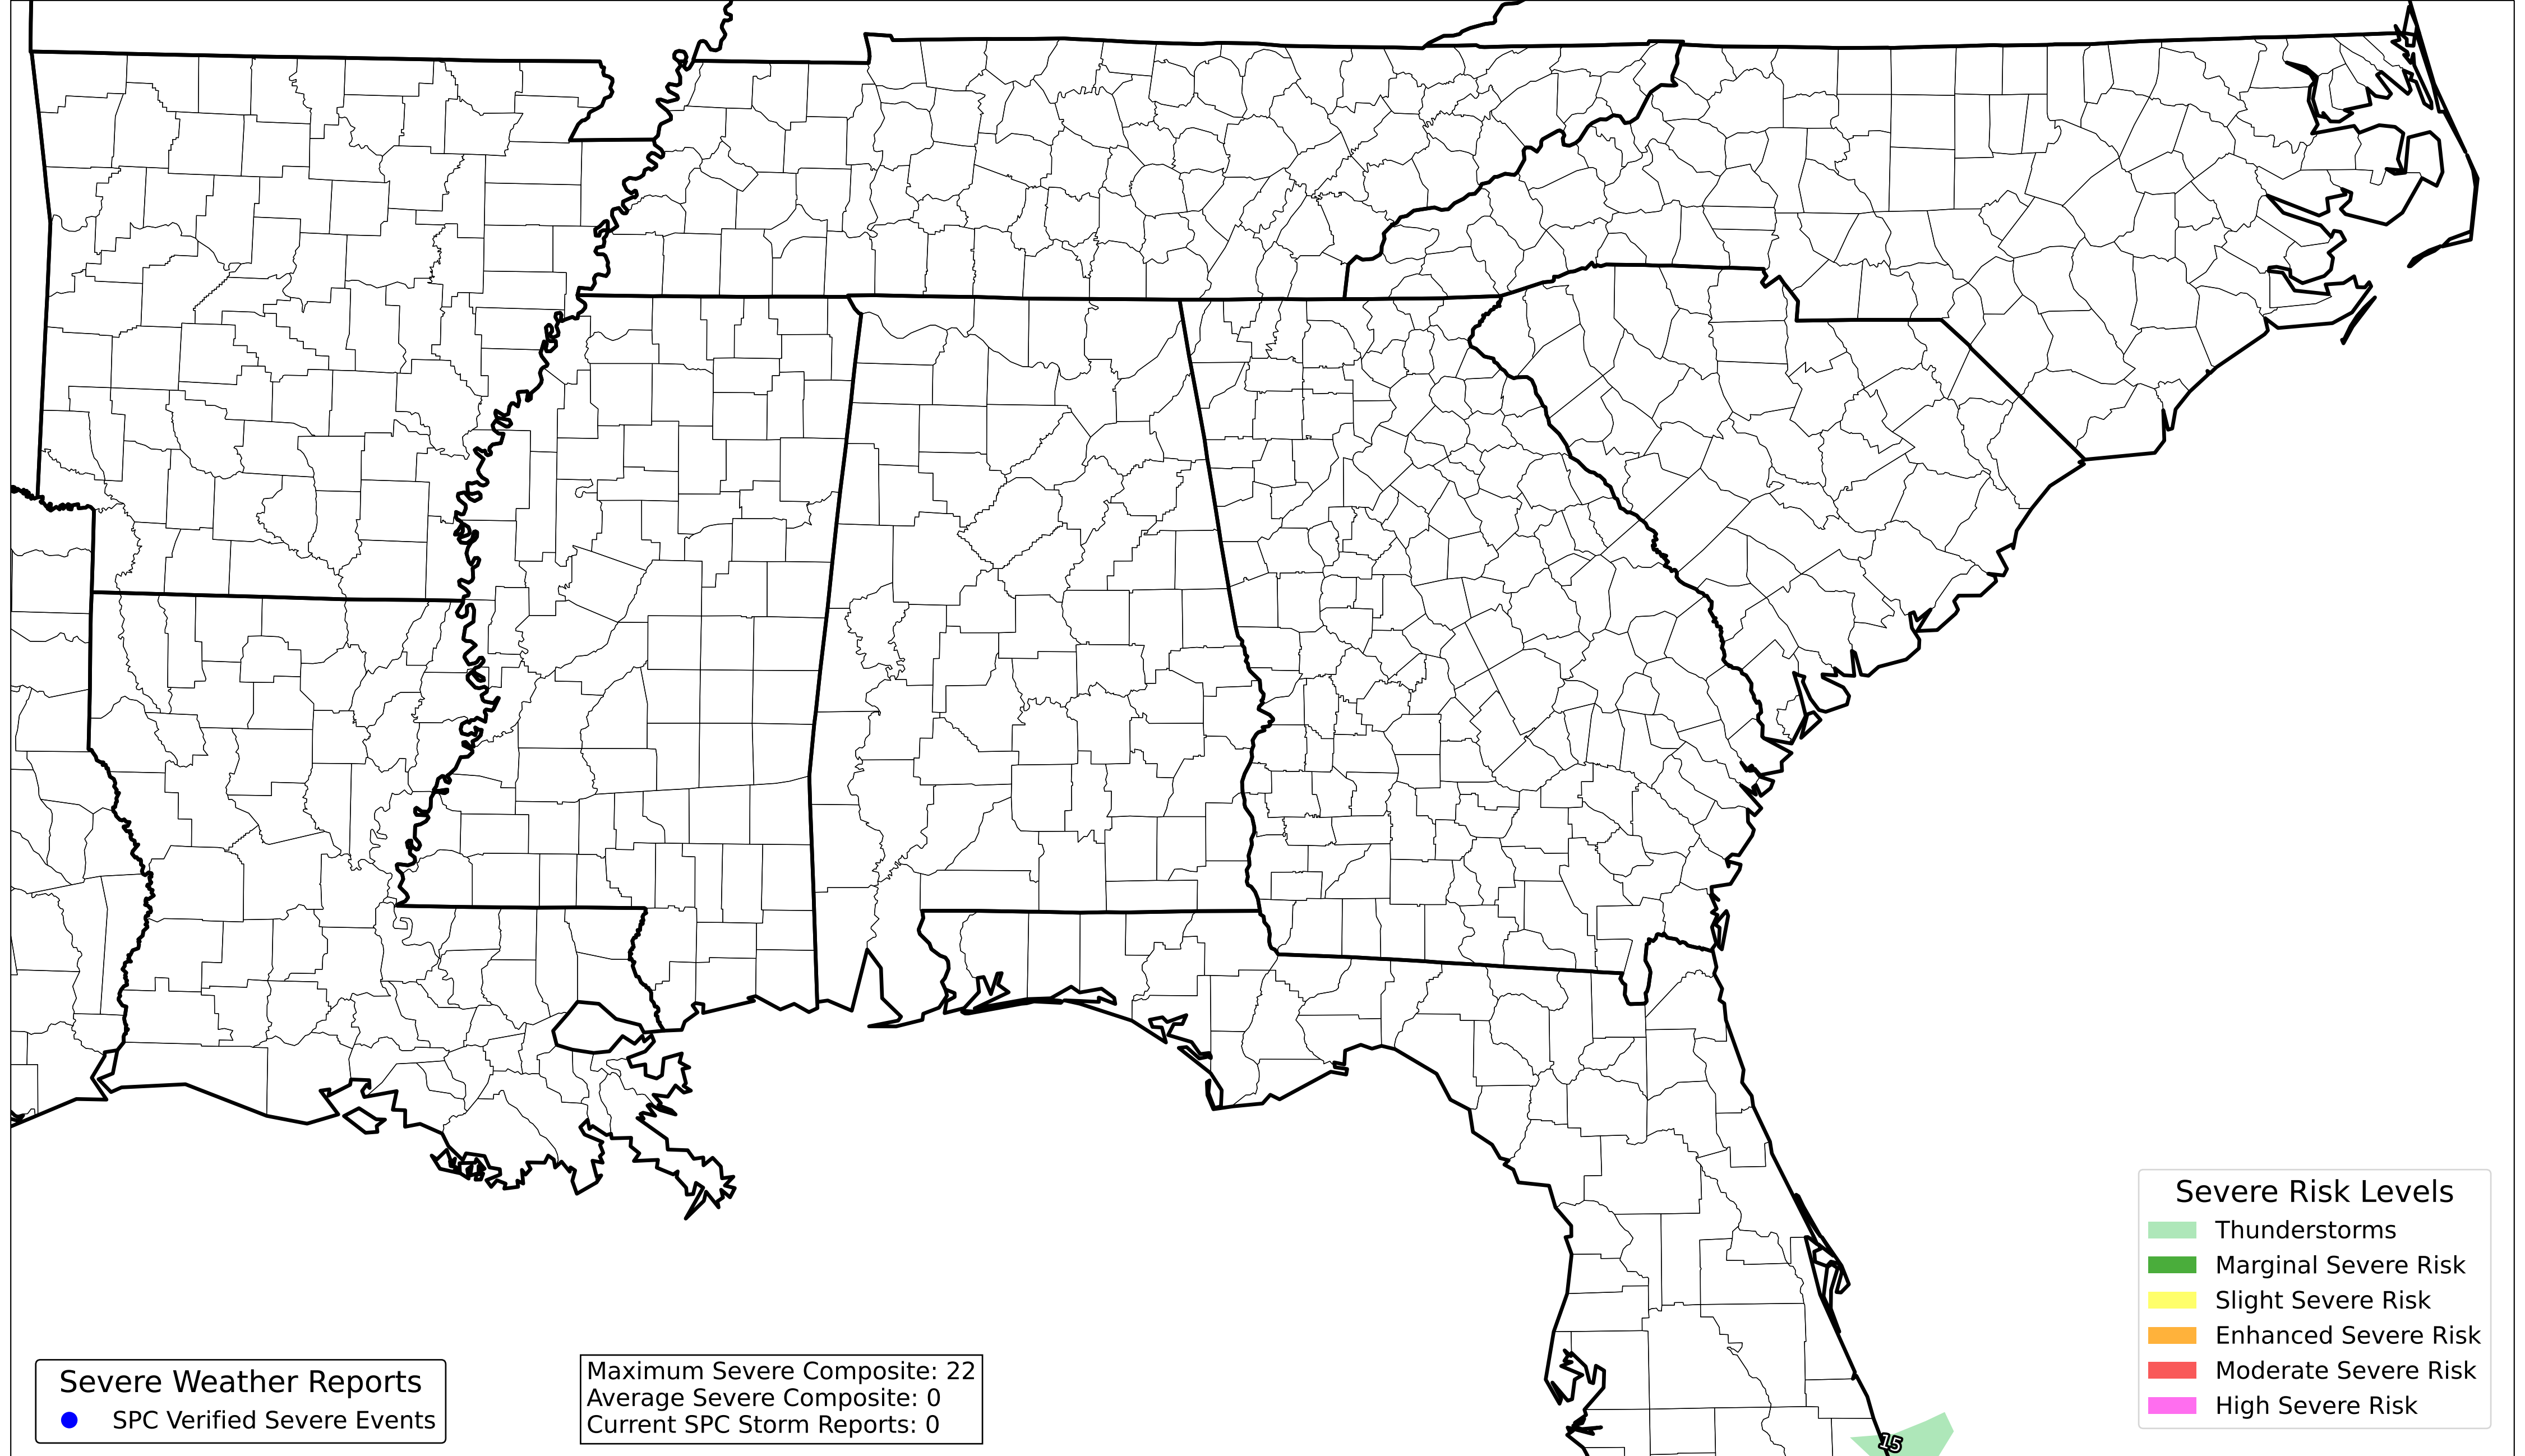 Severe Weather Reports
SPC Verified Severe Events
Maximum Severe Composite: 22
Average Severe Composite: 0
Current SPC Storm Reports: 0
Severe Risk Levels
Thunderstorms
Marginal Severe Risk
Slight Severe Risk
Enhanced Severe Risk
Moderate Severe Risk
High Severe Risk
15